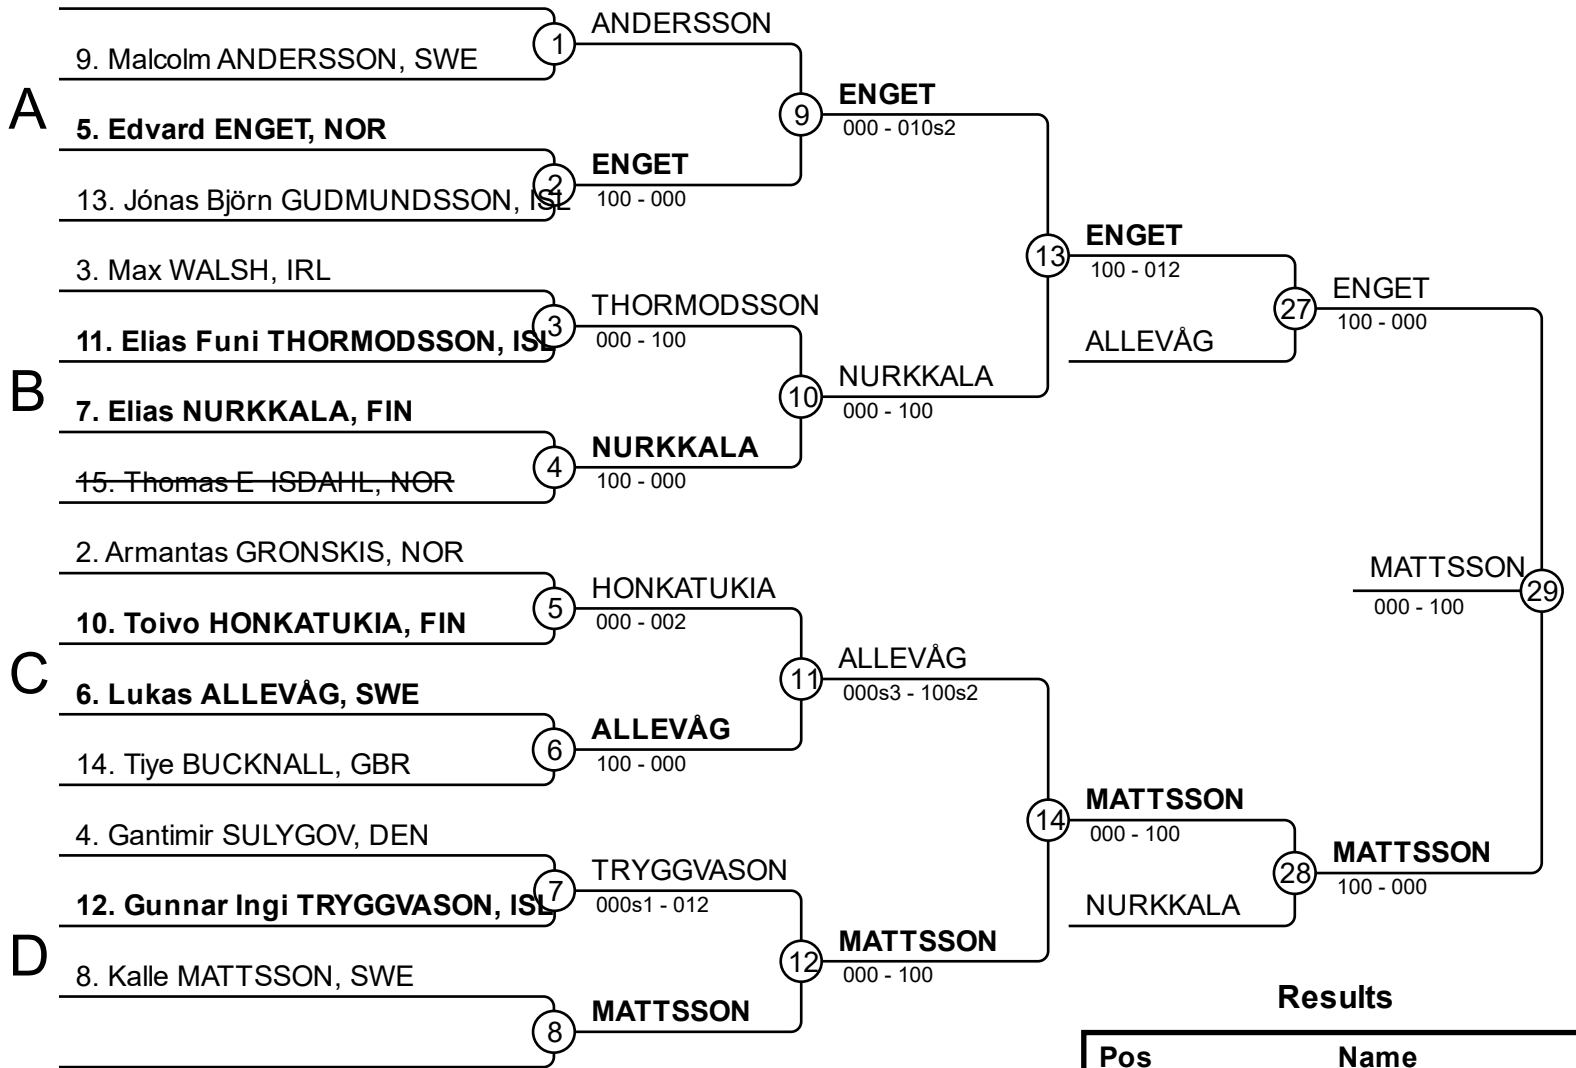 ANDERSSON
1
9. Malcolm ANDERSSON, SWE
A
ENGET
9
000 - 010s2
5. Edvard ENGET, NOR
ENGET
2
100 - 000
13. Jónas Björn GUDMUNDSSON, ISL
ENGET
13
100 - 012
3. Max WALSH, IRL
ENGET
27
100 - 000
THORMODSSON
3
000 - 100
11. Elias Funi THORMODSSON, ISL
ALLEVÅG
B
NURKKALA
10
000 - 100
7. Elias NURKKALA, FIN
NURKKALA
4
100 - 000
15. Thomas E ISDAHL, NOR
2. Armantas GRONSKIS, NOR
MATTSSON
29
000 - 100
HONKATUKIA
5
000 - 002
10. Toivo HONKATUKIA, FIN
C
ALLEVÅG
11
000s3 - 100s2
6. Lukas ALLEVÅG, SWE
ALLEVÅG
6
100 - 000
14. Tiye BUCKNALL, GBR
MATTSSON
14
000 - 100
4. Gantimir SULYGOV, DEN
MATTSSON
28
100 - 000
TRYGGVASON
7
000s1 - 012
12. Gunnar Ingi TRYGGVASON, ISL
NURKKALA
D
MATTSSON
12
000 - 100
8. Kalle MATTSSON, SWE
MATTSSON
8
Results
Pos Name